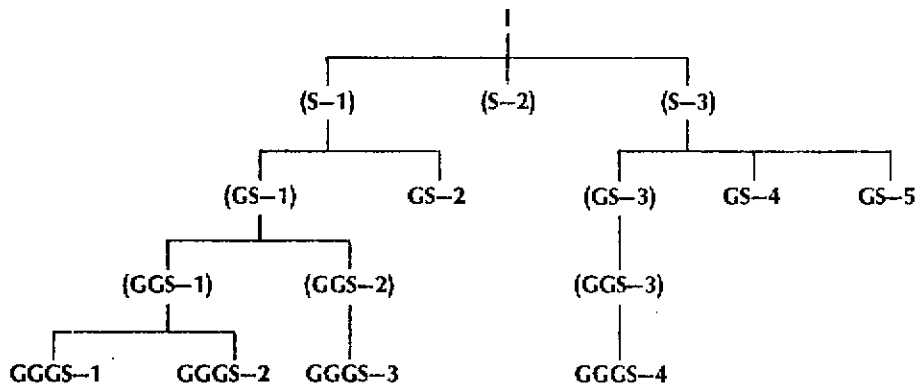 I
(S–1) (S–2) (S–3)
(GS–1) GS–2 (GS–3) GS–4 GS–5
(GGS–1) (GGS–2) (GGS–3)
GGGS–1 GGGS–2 GGGS–3 GGGS–4